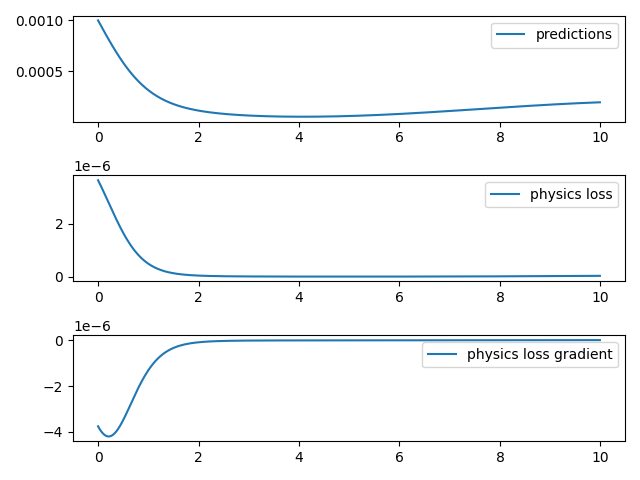 0.0010
0.0005
predictions
0 2 4 6 8 10
1e−6
2
0
physics loss
0 2 4 6 8 10
1e−6
0
−2
−4
physics loss gradient
0 2 4 6 8 10